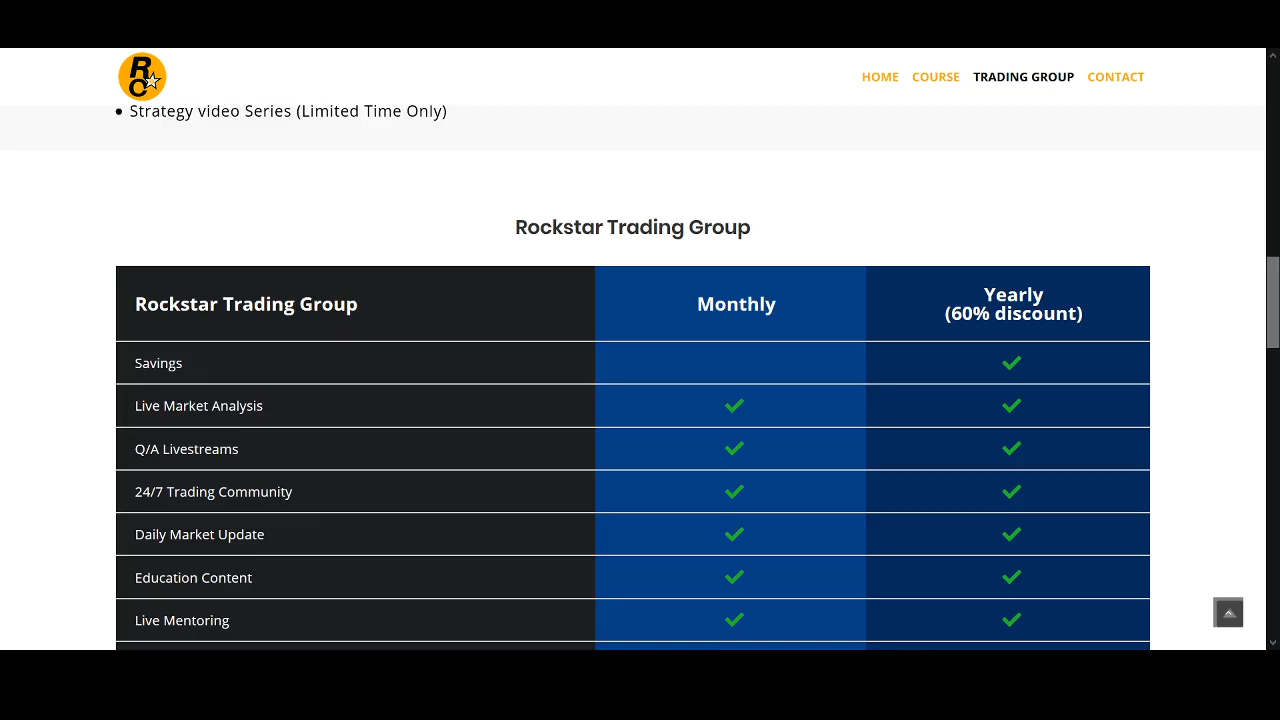 R
C
HOME COURSE TRADING GROUP CONTACT
• Strategy video Series (Limited Time Only)
Rockstar Trading Group
Rockstar Trading Group Monthly Yearly
(60% discount)
Savings
Live Market Analysis
Q/A Livestreams
24/7 Trading Community
Daily Market Update
Education Content
Live Mentoring